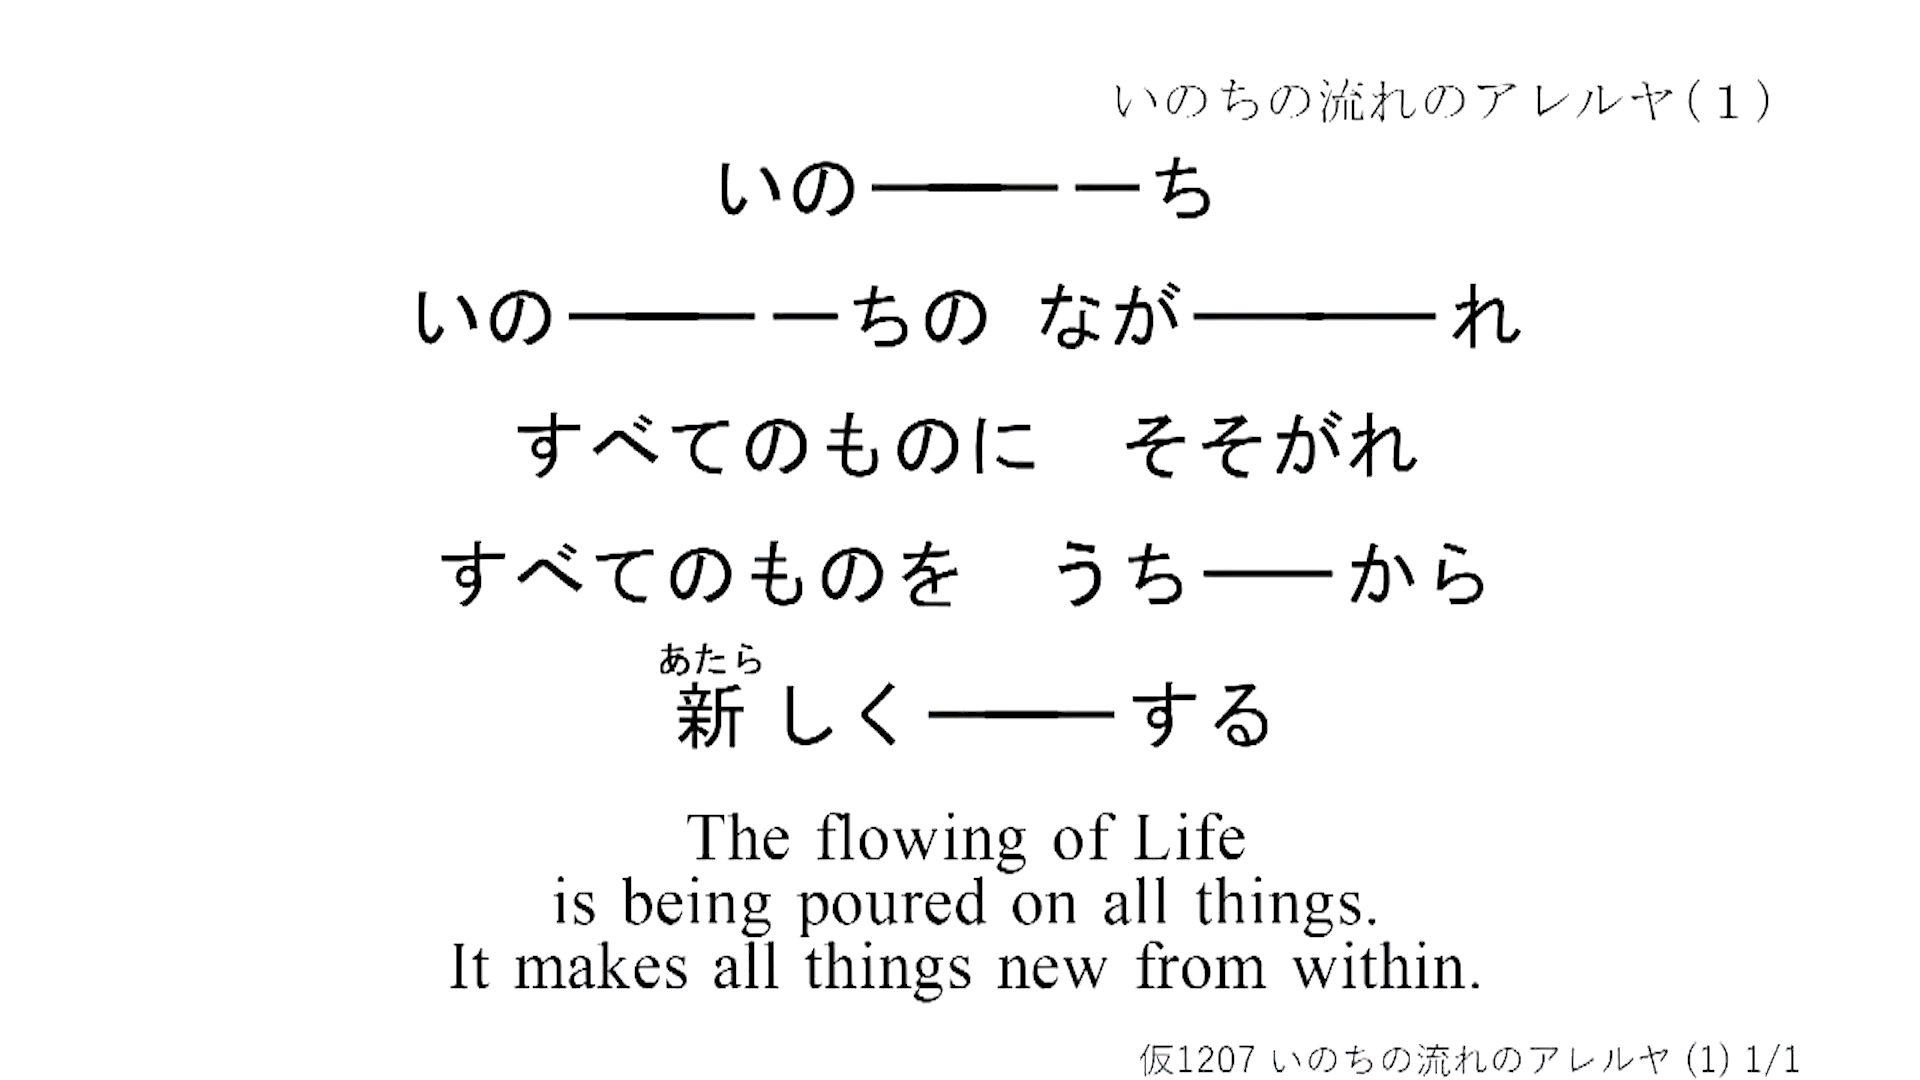 いのちの流れのアレルヤ(１)
いの――― ―ち
いの――― ―ちの なが――――れ
すべてのものに　そそがれ
すべてのものを　うち――から
あたら
新しく―――する
The flowing of Life
is being poured on all things.
It makes all things new from within.
仮1207 いのちの流れのアレルヤ (1) 1/1